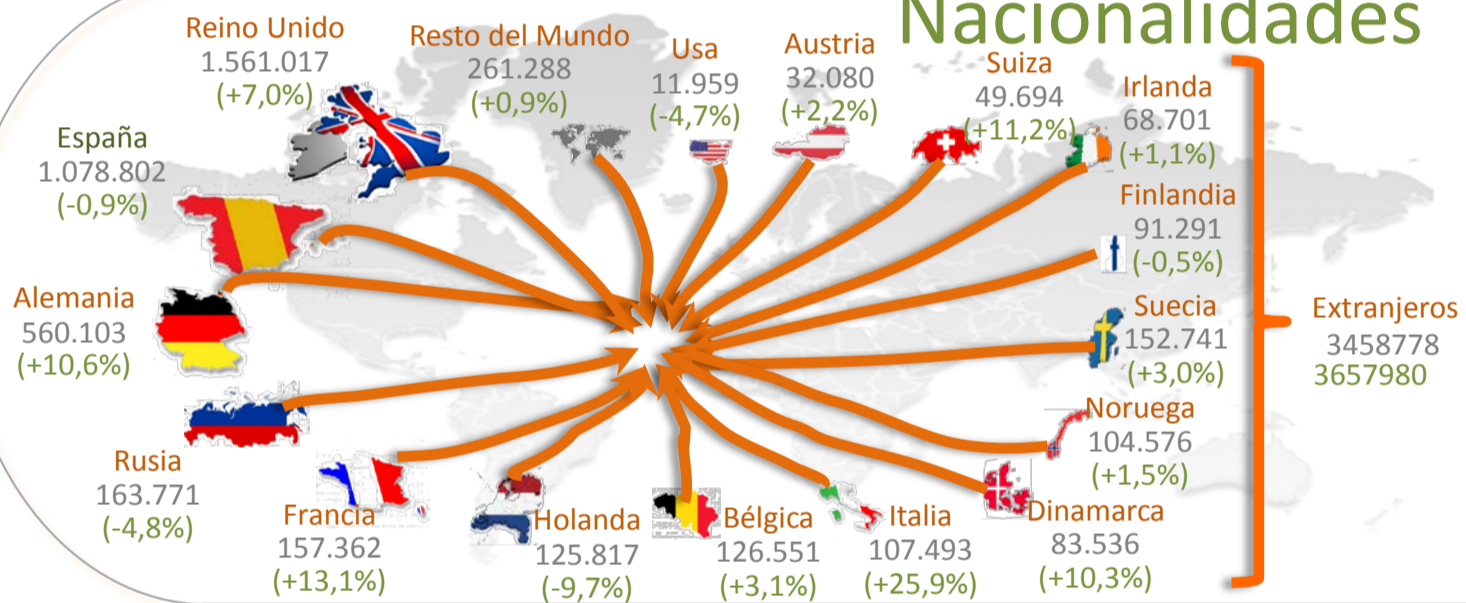 Nacionalidades
Reino Unido
1.561.017
(+7,0%)
Resto del Mundo
261.288
(+0,9%)
Usa
11.959
(-4,7%)
Austria
32.080
(+2,2%)
Suiza
49.694
(+11,2%)
Irlanda
68.701
(+1,1%)
España
1.078.802
(-0,9%)
Finlandia
91.291
(-0,5%)
Alemania
560.103
(+10,6%)
Suecia
152.741
(+3,0%)
Extranjeros
3458778
3657980
Noruega
104.576
(+1,5%)
Rusia
163.771
(-4,8%)
Francia
157.362
(+13,1%)
Holanda
125.817
(-9,7%)
Bélgica
126.551
(+3,1%)
Italia
107.493
(+25,9%)
Dinamarca
83.536
(+10,3%)